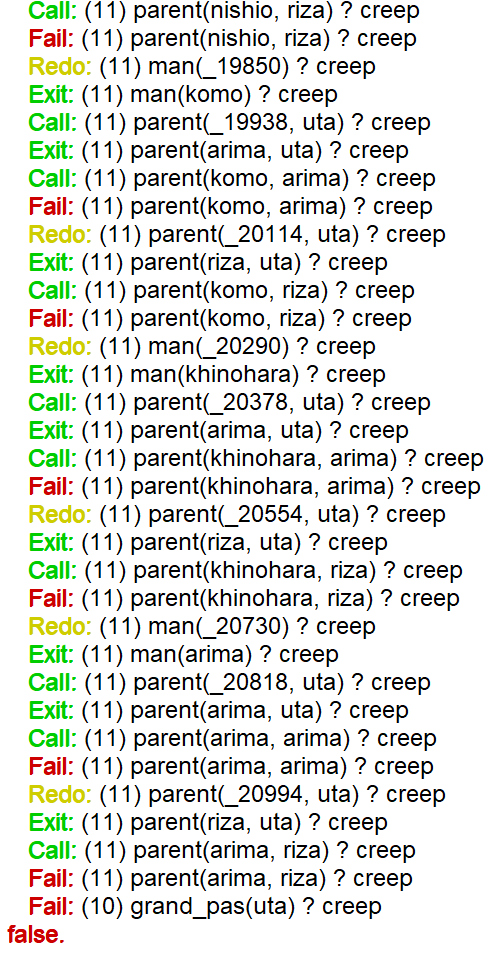 Call: (11) parent(nishio, riza) ? creep
Fail: (11) parent(nishio, riza) ? creep
Redo: (11) man(_19850) ? creep
Exit: (11) man(komo) ? creep
Call: (11) parent(_19938, uta) ? creep
Exit: (11) parent(arima, uta) ? creep
Call: (11) parent(komo, arima) ? creep
Fail: (11) parent(komo, arima) ? creep
Redo: (11) parent(_20114, uta) ? creep
Exit: (11) parent(riza, uta) ? creep
Call: (11) parent(komo, riza) ? creep
Fail: (11) parent(komo, riza) ? creep
Redo: (11) man(_20290) ? creep
Exit: (11) man(khinohara) ? creep
Call: (11) parent(_20378, uta) ? creep
Exit: (11) parent(arima, uta) ? creep
Call: (11) parent(khinohara, arima) ? creep
Fail: (11) parent(khinohara, arima) ? creep
Redo: (11) parent(_20554, uta) ? creep
Exit: (11) parent(riza, uta) ? creep
Call: (11) parent(khinohara, riza) ? creep
Fail: (11) parent(khinohara, riza) ? creep
Redo: (11) man(_20730) ? creep
Exit: (11) man(arima) ? creep
Call: (11) parent(_20818, uta) ? creep
Exit: (11) parent(arima, uta) ? creep
Call: (11) parent(arima, arima) ? creep
Fail: (11) parent(arima, arima) ? creep
Redo: (11) parent(_20994, uta) ? creep
Exit: (11) parent(riza, uta) ? creep
Call: (11) parent(arima, riza) ? creep
Fail: (11) parent(arima, riza) ? creep
Fail: (10) grand_pas(uta) ? creep
false.